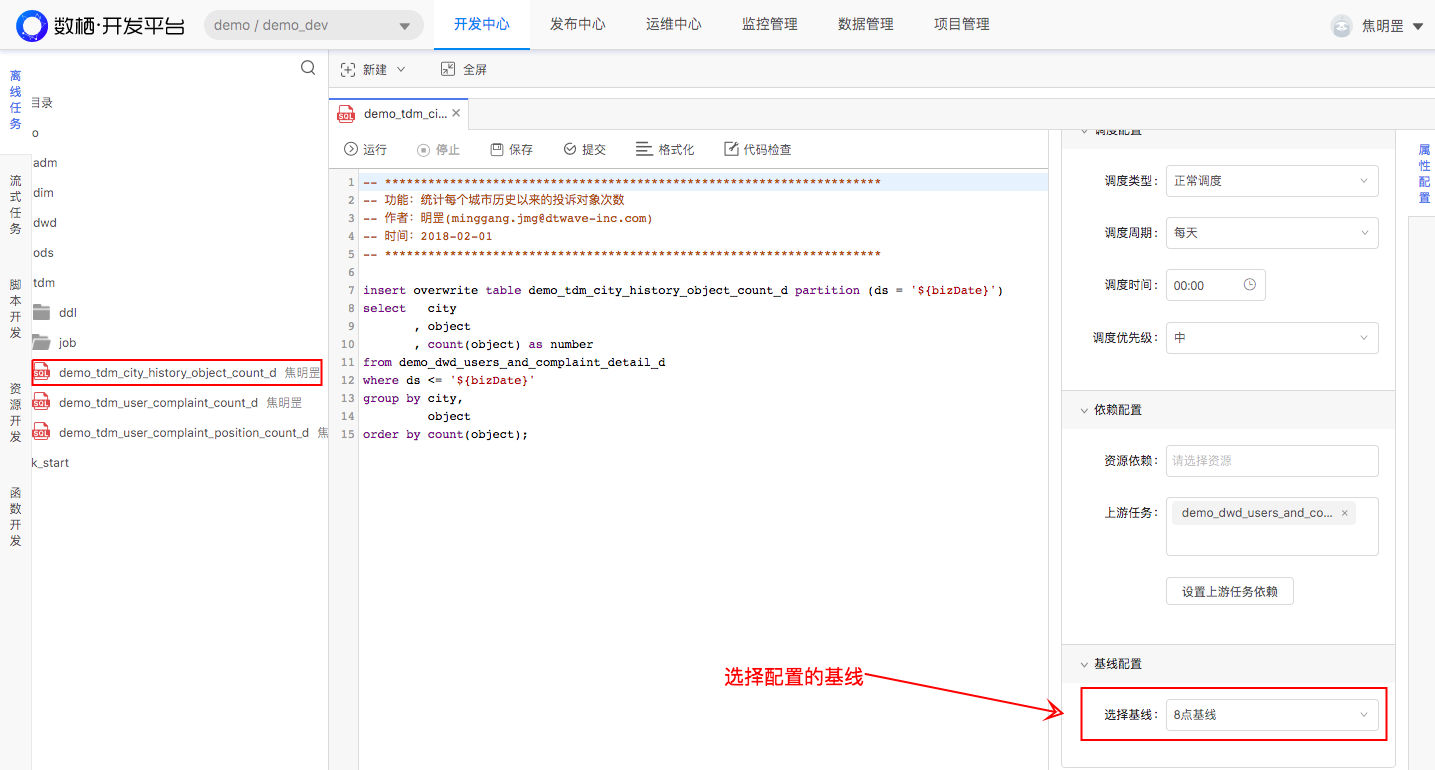 数栖·开发平台
demo / demo_dev
开发中心
发布中心
运维中心
监控管理
数据管理
项目管理
焦明罡
离线任务
流式任务
脚本开发
资源开发
函数开发
目录
o
adm
dim
dwd
ods
tdm
ddl
job
demo_tdm_city_history_object_count_d 焦明罡
demo_tdm_user_complaint_count_d 焦明罡
demo_tdm_user_complaint_position_count_d 焦
k_start
新建
全屏
demo_tdm_ci...
运行
停止
保存
提交
格式化
代码检查
1 -- *********************************************************************
2 -- 功能：统计每个城市历史以来的投诉对象次数
3 -- 作者：明罡(minggang.jmg@dtwave-inc.com)
4 -- 时间：2018-02-01
5 -- *********************************************************************
6
7 insert overwrite table demo_tdm_city_history_object_count_d partition (ds = '${bizDate}')
8 select city
9 , object
10 , count(object) as number
11 from demo_dwd_users_and_complaint_detail_d
12 where ds <= '${bizDate}'
13 group by city,
14 object
15 order by count(object);
选择配置的基线
调度配置
调度类型： 正常调度
调度周期： 每天
调度时间： 00:00
调度优先级： 中
依赖配置
资源依赖： 请选择资源
上游任务： demo_dwd_users_and_co... ×
设置上游任务依赖
基线配置
选择基线： 8点基线
属性配置